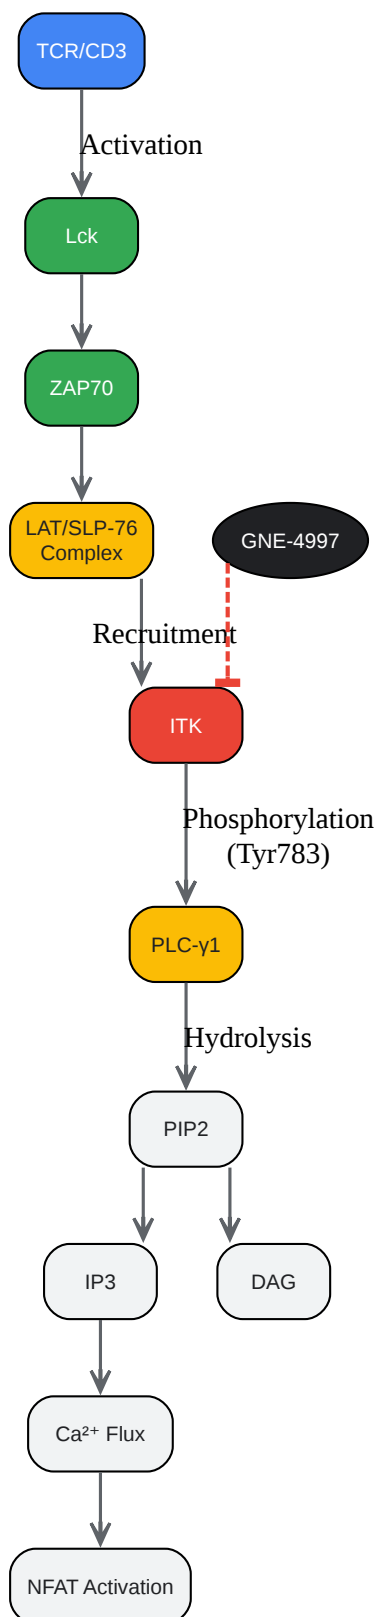 TCR/CD3
Activation
Lck
ZAP70
LAT/SLP-76
Complex
GNE-4997
Recruitment
ITK
Phosphorylation
(Tyr783)
PLC-γ1
Hydrolysis
PIP2
IP3
DAG
Ca²⁺ Flux
NFAT Activation